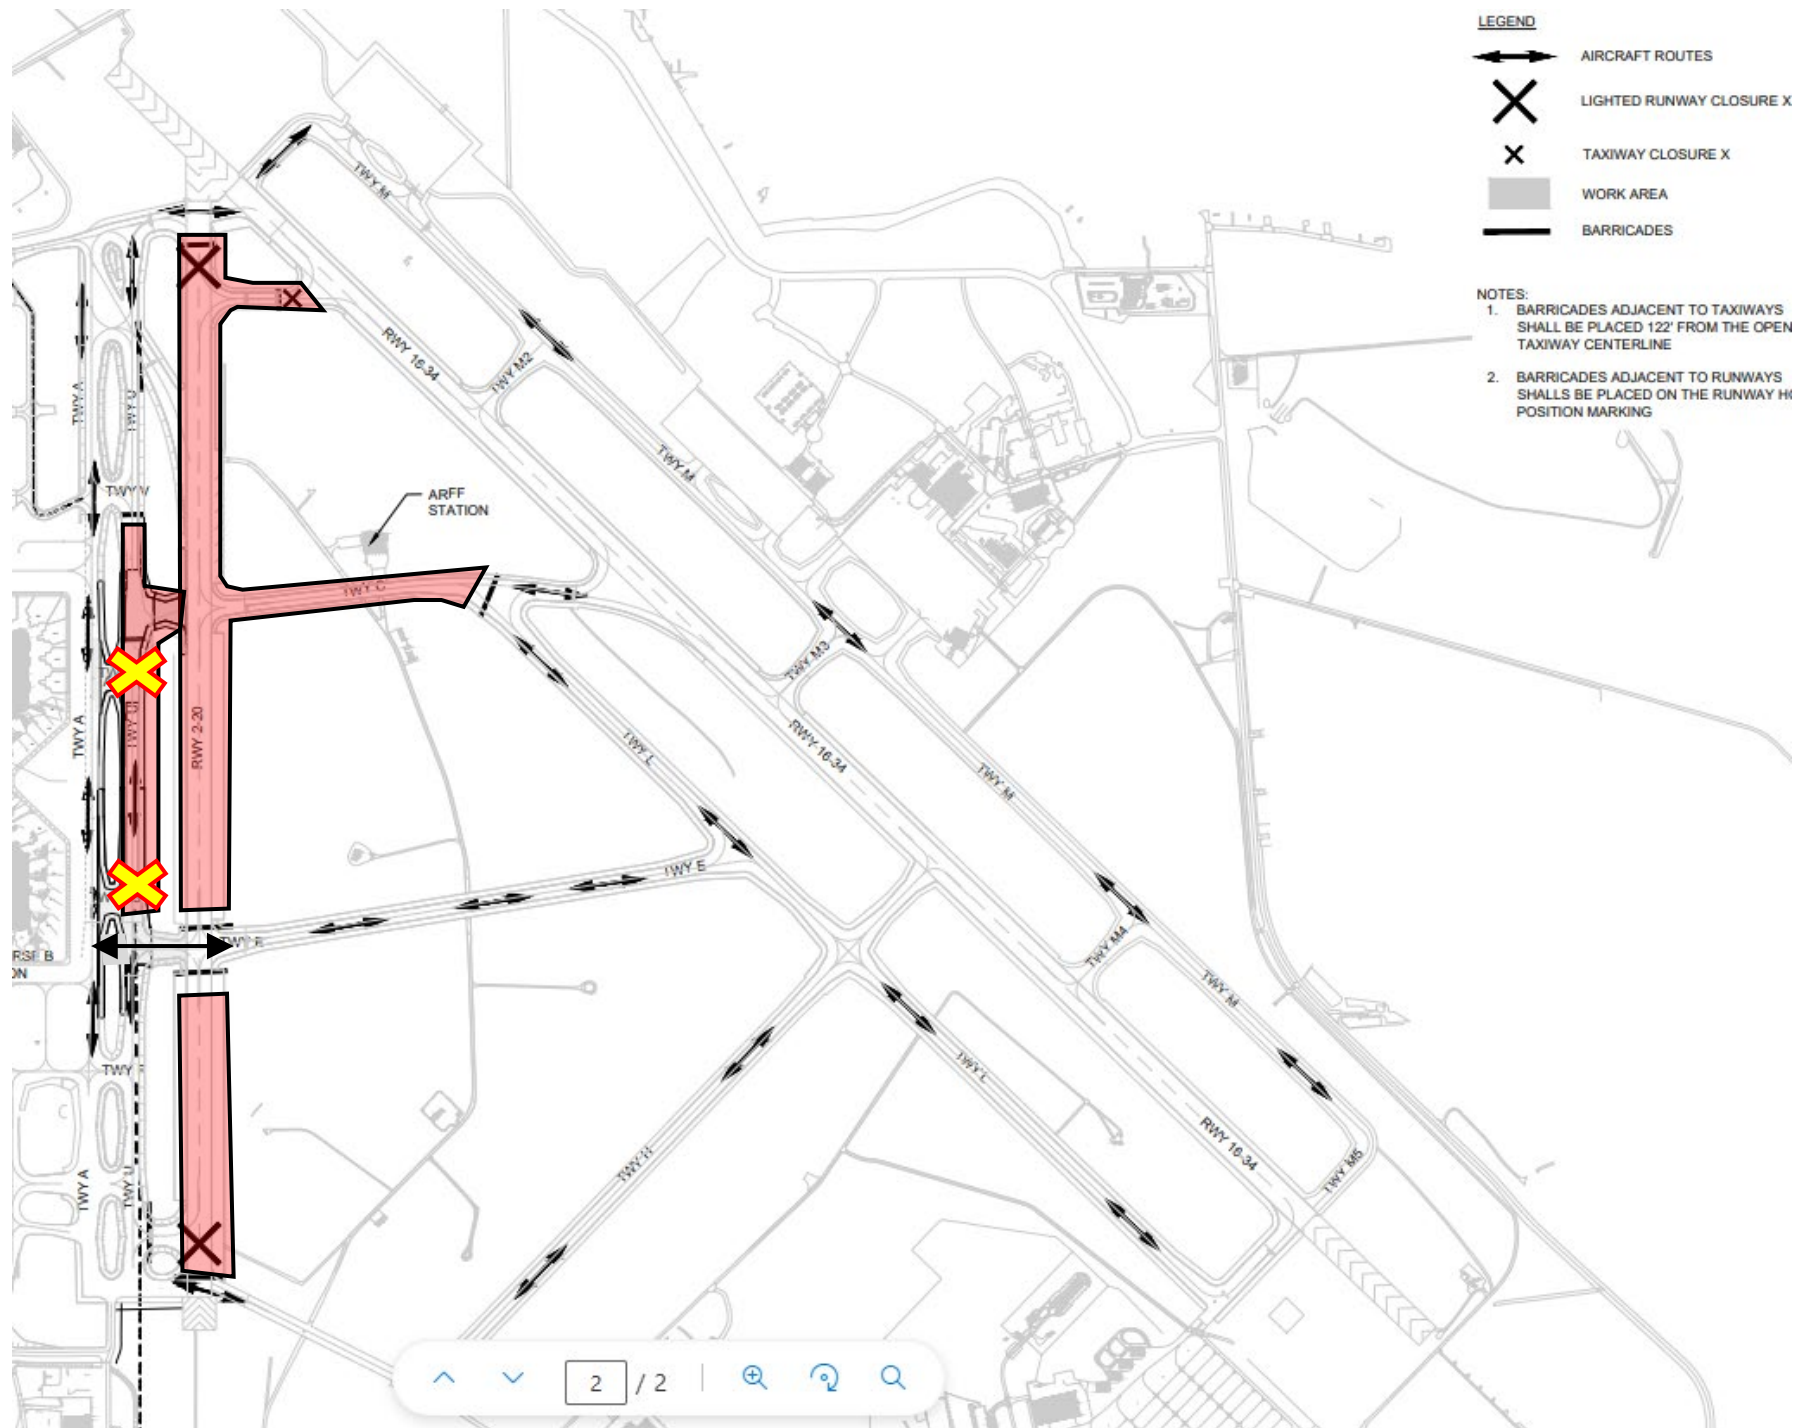 LEGEND
AIRCRAFT ROUTES
LIGHTED RUNWAY CLOSURE X
TAXIWAY CLOSURE X
WORK AREA
BARRICADES
NOTES:
1. BARRICADES ADJACENT TO TAXIWAYS
SHALL BE PLACED 122' FROM THE OPEN
TAXIWAY CENTERLINE
2. BARRICADES ADJACENT TO RUNWAYS
SHALLS BE PLACED ON THE RUNWAY HO
POSITION MARKING
TWY M
RWY 16-34
TWY M2
TWY A
TWY U
TWY M
TWY V
ARFF
STATION
TWY C
TWY M3
TWY A
TWY U
RWY 2-20
TWY L
RWY 16-34
TWY M
TWY E
TWY M4
RSE B
ON
TWY M
TWY L
TWY
RWY 16-34
TWY M5
TWY H
TWY A
TWY U
2 / 2